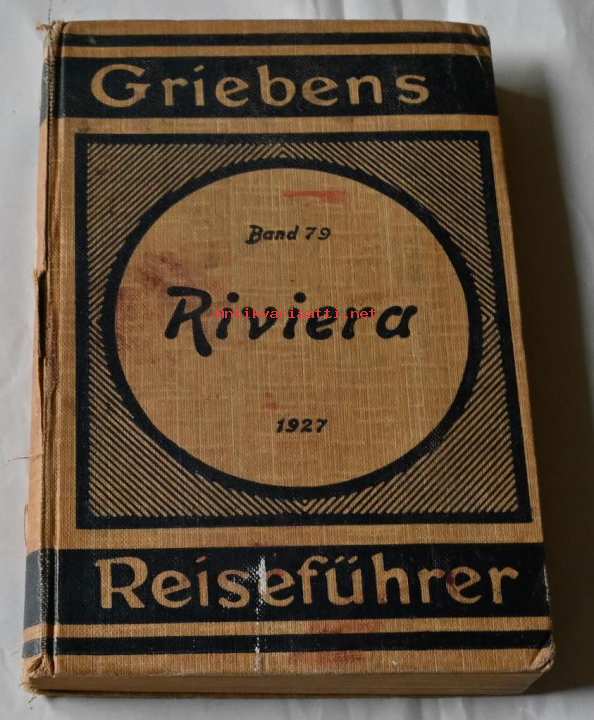 Griebens
Band 79
Riviera
antikvariaatti.net
1927
Reiseführer